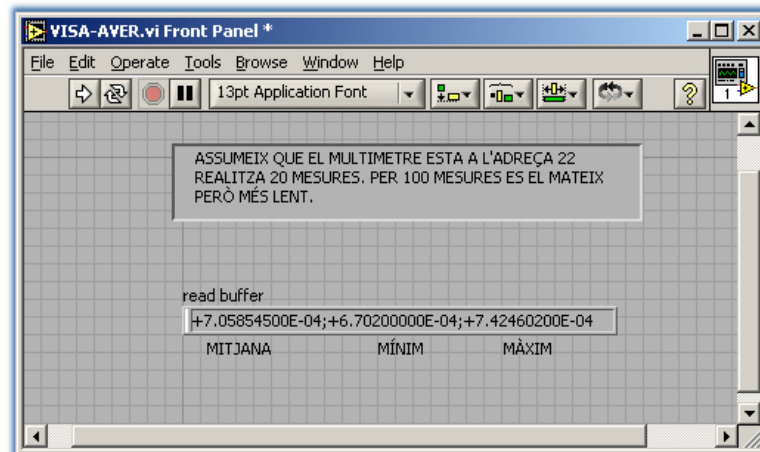 VISA-AVER.vi Front Panel *
File Edit Operate Tools Browse Window Help
13pt Application Font
1
ASSUMEIX QUE EL MULTIMETRE ESTA A L'ADREÇA 22
REALITZA 20 MESURES. PER 100 MESURES ES EL MATEIX
PERÒ MÉS LENT.
read buffer
+7.05854500E-04;+6.70200000E-04;+7.42460200E-04
MITJANA MÍNIM MÀXIM